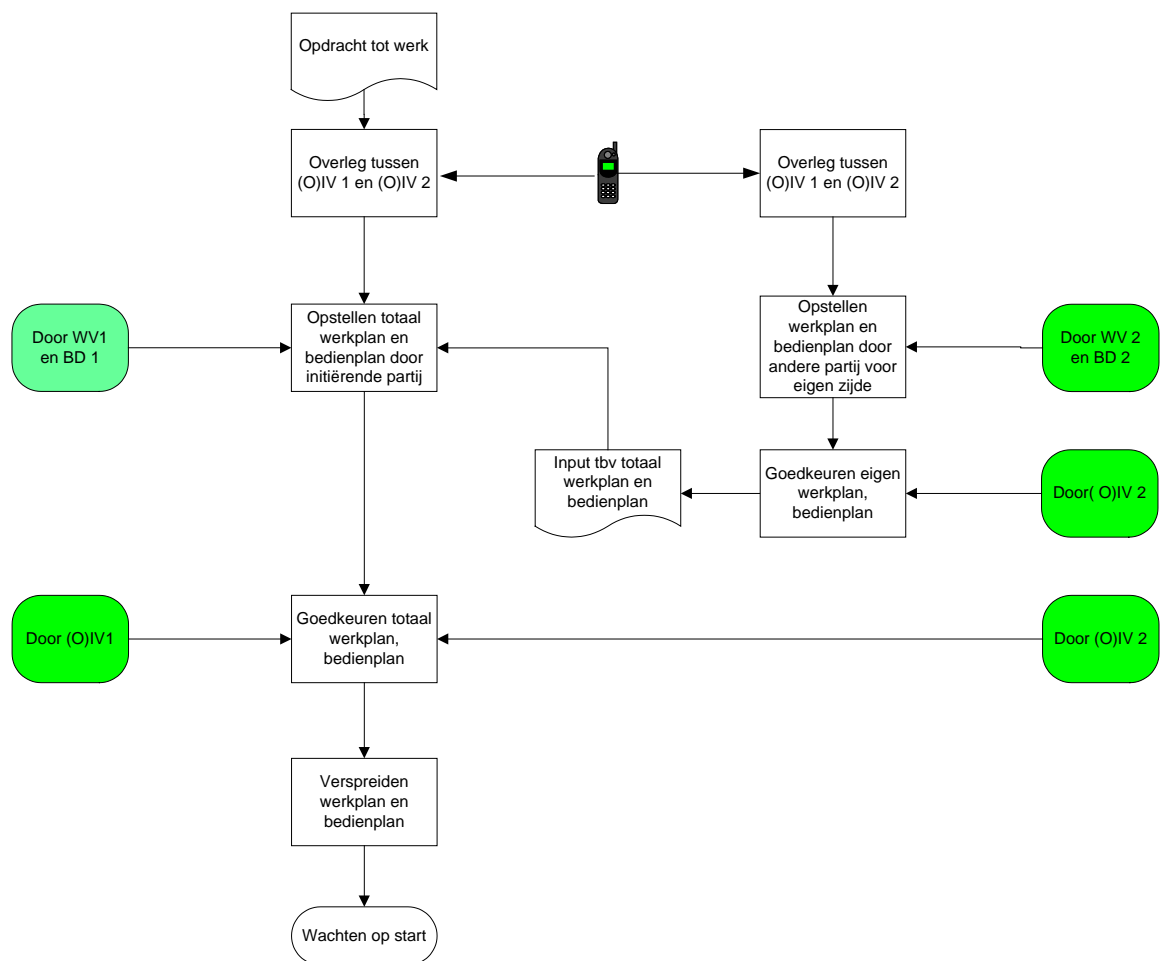 Opdracht tot werk
Overleg tussen
(O)IV 1 en (O)IV 2
Overleg tussen
(O)IV 1 en (O)IV 2
Door WV1
en BD 1
Opstellen totaal
werkplan en
bedienplan door
initiërende partij
Opstellen
werkplan en
bedienplan door
andere partij voor
eigen zijde
Door WV 2
en BD 2
Input tbv totaal
werkplan en
bedienplan
Goedkeuren eigen
werkplan,
bedienplan
Door( O)IV 2
Door (O)IV1
Goedkeuren totaal
werkplan,
bedienplan
Door (O)IV 2
Verspreiden
werkplan en
bedienplan
Wachten op start